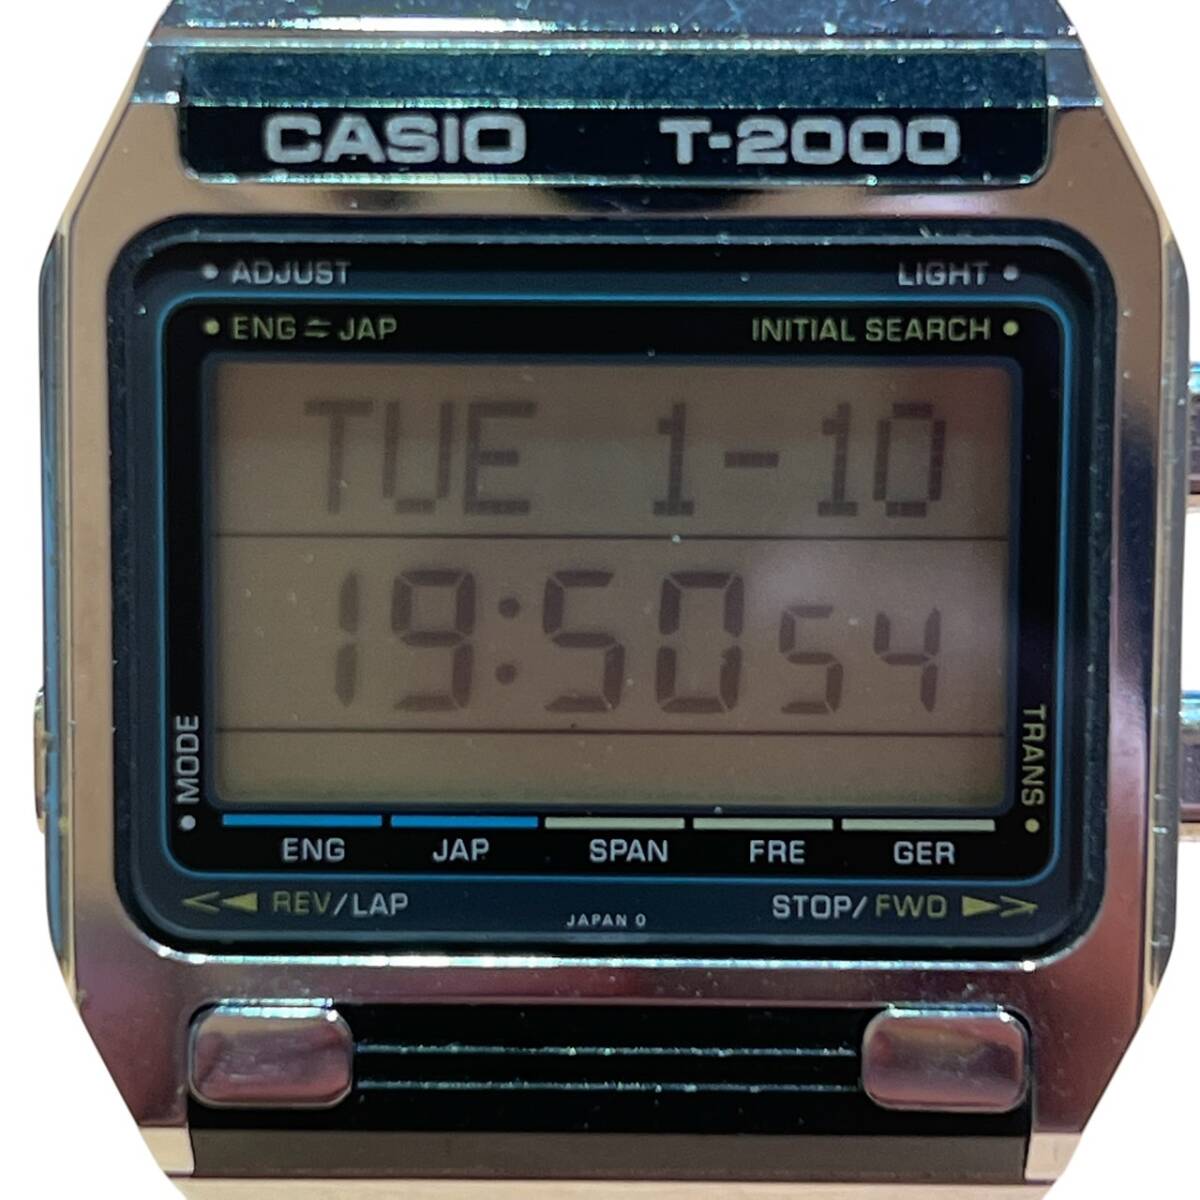 CASIO T-2000
ADJUST LIGHT
ENG ⇋ JAP INITIAL SEARCH
TUE 1-10
19:50 54
MODE
TRANS
ENG JAP SPAN FRE GER
REV/LAP STOP/FWD
JAPAN 0